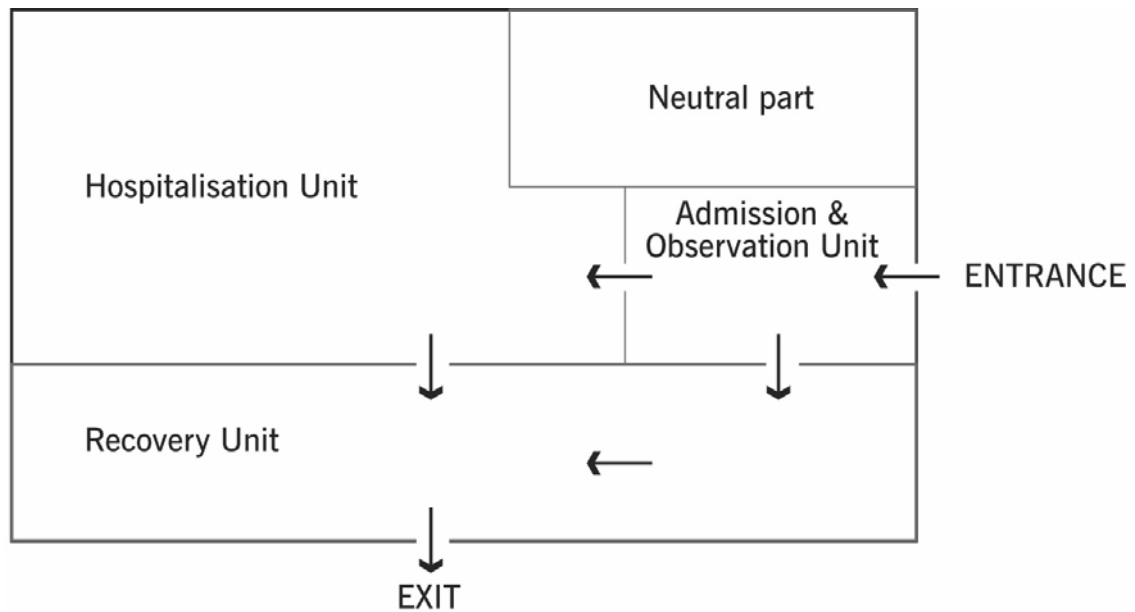 Neutral part
Hospitalisation Unit
Admission &
Observation Unit
ENTRANCE
Recovery Unit
EXIT